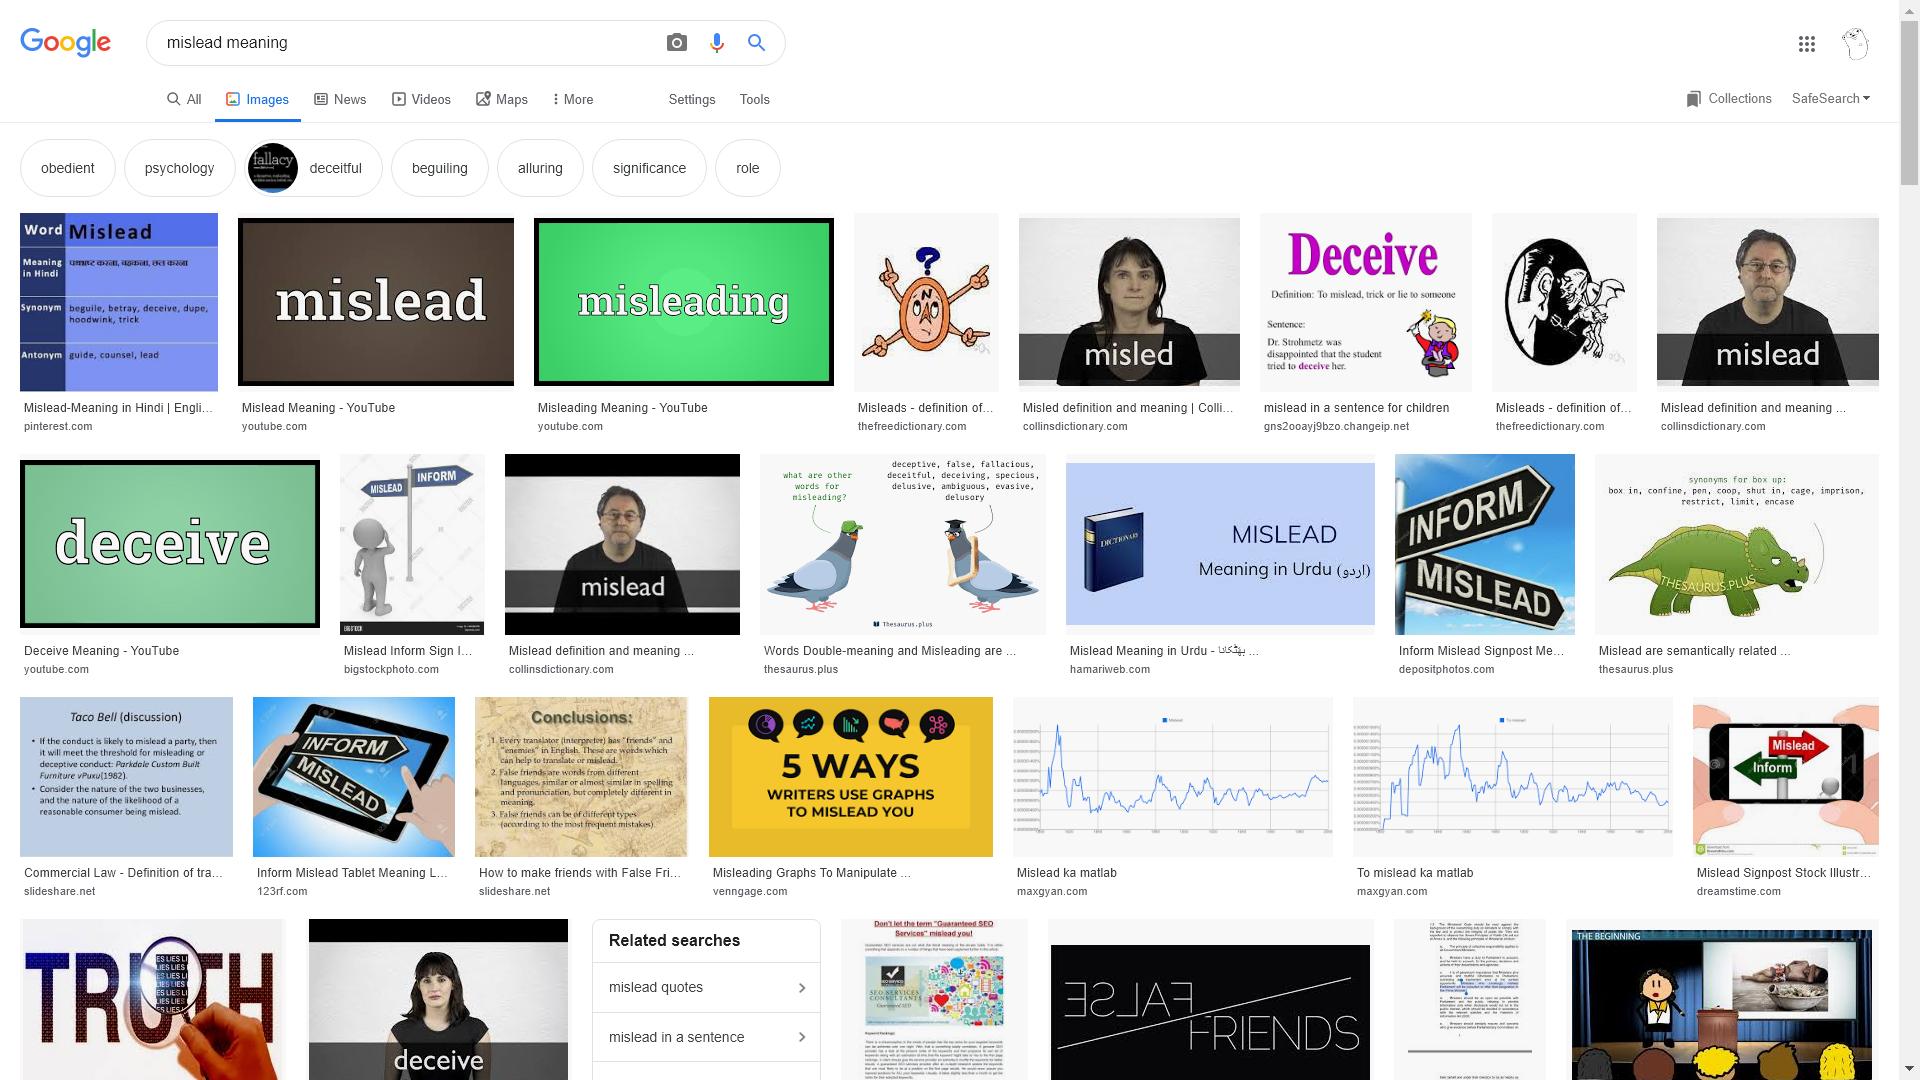 Google
mislead meaning
All
Images
News
Videos
Maps
More
Settings
Tools
Collections
SafeSearch
obedient
psychology
fallacy
deceitful
beguiling
alluring
significance
role
Word Mislead
Meaning in Hindi पथभ्रष्ट करना, बहकाना, छल करना
Synonym beguile, betray, deceive, dupe,
hoodwink, trick
Antonym guide, counsel, lead
Mislead-Meaning in Hindi | Engli...
pinterest.com
mislead
Mislead Meaning - YouTube
youtube.com
misleading
Misleading Meaning - YouTube
youtube.com
?
N
Misleads - definition of...
thefreedictionary.com
misled
Misled definition and meaning | Colli...
collinsdictionary.com
Deceive
Definition: To mislead, trick or lie to someone
Sentence:
Dr. Strohmetz was
disappointed that the student
tried to deceive her.
mislead in a sentence for children
gns2ooayj9bzo.changeip.net
Misleads - definition of...
thefreedictionary.com
mislead
Mislead definition and meaning ...
collinsdictionary.com
deceive
Deceive Meaning - YouTube
youtube.com
MISLEAD
INFORM
BIGSTOCK
Mislead Inform Sign I...
bigstockphoto.com
mislead
Mislead definition and meaning ...
collinsdictionary.com
what are other
words for
misleading?
deceptive, false, fallacious,
deceitful, deceiving, specious,
delusive, ambiguous, evasive,
delusory
Thesaurus.plus
Words Double-meaning and Misleading are ...
thesaurus.plus
DICTIONARY
MISLEAD
Meaning in Urdu (اردو)
Mislead Meaning in Urdu - بھٹکانا ...
hamariweb.com
INFORM
MISLEAD
Inform Mislead Signpost Me...
depositphotos.com
synonyms for box up:
box in, confine, pen, coop, shut in, cage, imprison,
restrict, limit, encase
THESAURUS.PLUS
Mislead are semantically related ...
thesaurus.plus
Taco Bell (discussion)
• If the conduct is likely to mislead a party, then
it will meet the threshold for misleading or
deceptive conduct: Parkdale Custom Built
Furniture vPuxu(1982).
• Consider the nature of the two businesses,
and the nature of the likelihood of a
reasonable consumer being mislead.
Commercial Law - Definition of tra...
slideshare.net
INFORM
MISLEAD
Inform Mislead Tablet Meaning L...
123rf.com
Conclusions:
1. Every translator (interpreter) has "friends" and
"enemies" in English. These are words which
can help to translate or mislead.
2. False friends are words from different
languages, similar or almost similar in spelling
and pronunciation, but completely different in
meaning.
3. False friends can be of different types
(according to the most frequent mistakes).
How to make friends with False Fri...
slideshare.net
5 WAYS
WRITERS USE GRAPHS
TO MISLEAD YOU
Misleading Graphs To Manipulate ...
venngage.com
Mislead
Mislead ka matlab
maxgyan.com
To mislead
To mislead ka matlab
maxgyan.com
Mislead
Inform
Mislead Signpost Stock Illustr...
dreamstime.com
TRUTH
LIES LIES
deceive
Related searches
mislead quotes
mislead in a sentence
Don't let the term "Guaranteed SEO
Services" mislead you!
SEO SERVICES
CONSULTANTS
Guaranteed SEO
FALSE
FRIENDS
THE BEGINNING